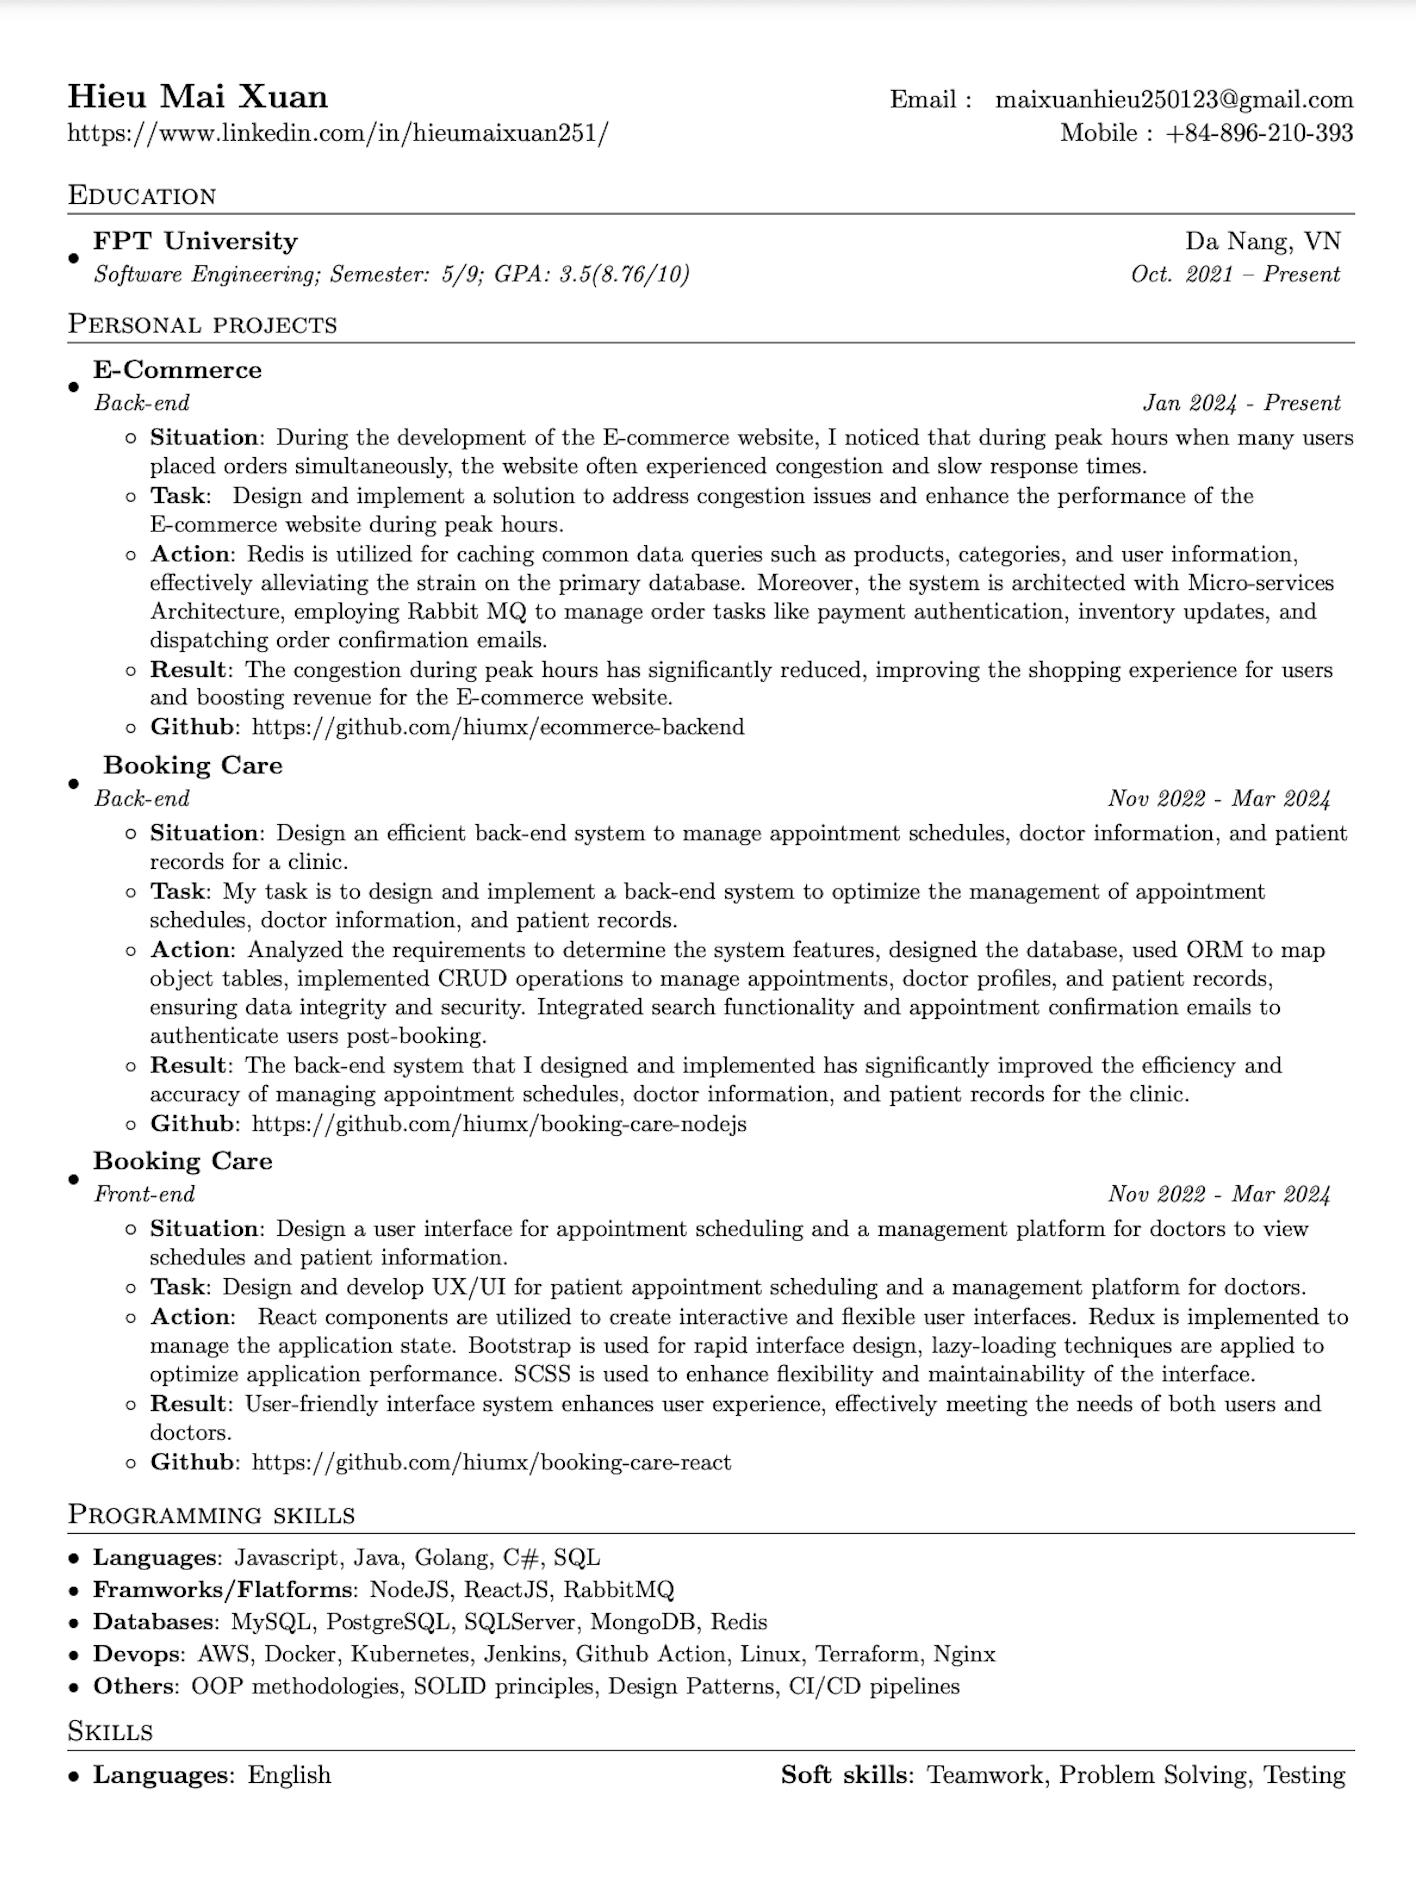 Hieu Mai Xuan
Email : maixuanhieu250123@gmail.com
https://www.linkedin.com/in/hieumaixuan251/
Mobile : +84-896-210-393
Education
• FPT University
Da Nang, VN
Software Engineering; Semester: 5/9; GPA: 3.5(8.76/10)
Oct. 2021 – Present
Personal projects
• E-Commerce
Back-end
Jan 2024 - Present
◦ Situation: During the development of the E-commerce website, I noticed that during peak hours when many users
placed orders simultaneously, the website often experienced congestion and slow response times.
◦ Task: Design and implement a solution to address congestion issues and enhance the performance of the
E-commerce website during peak hours.
◦ Action: Redis is utilized for caching common data queries such as products, categories, and user information,
effectively alleviating the strain on the primary database. Moreover, the system is architected with Micro-services
Architecture, employing Rabbit MQ to manage order tasks like payment authentication, inventory updates, and
dispatching order confirmation emails.
◦ Result: The congestion during peak hours has significantly reduced, improving the shopping experience for users
and boosting revenue for the E-commerce website.
◦ Github: https://github.com/hiumx/ecommerce-backend
• Booking Care
Back-end
Nov 2022 - Mar 2024
◦ Situation: Design an efficient back-end system to manage appointment schedules, doctor information, and patient
records for a clinic.
◦ Task: My task is to design and implement a back-end system to optimize the management of appointment
schedules, doctor information, and patient records.
◦ Action: Analyzed the requirements to determine the system features, designed the database, used ORM to map
object tables, implemented CRUD operations to manage appointments, doctor profiles, and patient records,
ensuring data integrity and security. Integrated search functionality and appointment confirmation emails to
authenticate users post-booking.
◦ Result: The back-end system that I designed and implemented has significantly improved the efficiency and
accuracy of managing appointment schedules, doctor information, and patient records for the clinic.
◦ Github: https://github.com/hiumx/booking-care-nodejs
• Booking Care
Front-end
Nov 2022 - Mar 2024
◦ Situation: Design a user interface for appointment scheduling and a management platform for doctors to view
schedules and patient information.
◦ Task: Design and develop UX/UI for patient appointment scheduling and a management platform for doctors.
◦ Action: React components are utilized to create interactive and flexible user interfaces. Redux is implemented to
manage the application state. Bootstrap is used for rapid interface design, lazy-loading techniques are applied to
optimize application performance. SCSS is used to enhance flexibility and maintainability of the interface.
◦ Result: User-friendly interface system enhances user experience, effectively meeting the needs of both users and
doctors.
◦ Github: https://github.com/hiumx/booking-care-react
Programming skills
• Languages: Javascript, Java, Golang, C#, SQL
• Framworks/Flatforms: NodeJS, ReactJS, RabbitMQ
• Databases: MySQL, PostgreSQL, SQLServer, MongoDB, Redis
• Devops: AWS, Docker, Kubernetes, Jenkins, Github Action, Linux, Terraform, Nginx
• Others: OOP methodologies, SOLID principles, Design Patterns, CI/CD pipelines
Skills
• Languages: English
Soft skills: Teamwork, Problem Solving, Testing